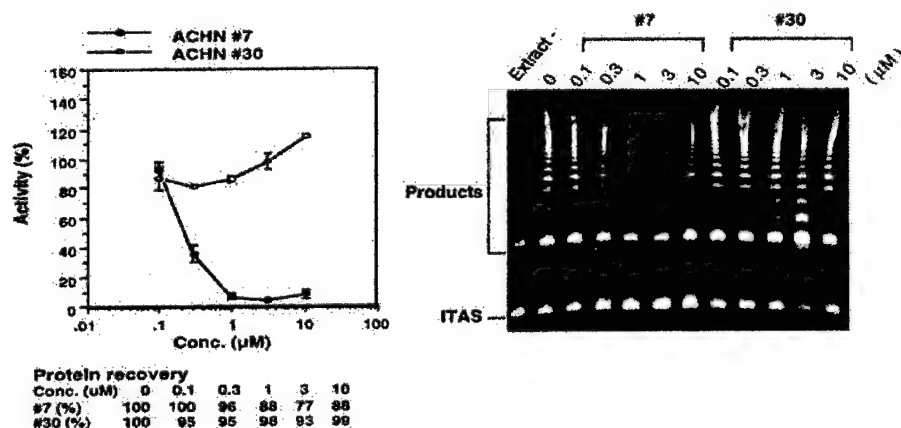 ACHN #7
ACHN #30
160
140
120
100
80
60
40
20
0
Activity (%)
.01 .1 1 10 100
Conc. (µM)
Protein recovery
Conc. (uM) 0 0.1 0.3 1 3 10
#7 (%) 100 100 96 88 77 88
#30 (%) 100 95 95 98 93 99
#7 #30
Extract - 0 0.1 0.3 1 3 10 0.1 0.3 1 3 10 (µM)
Products
ITAS